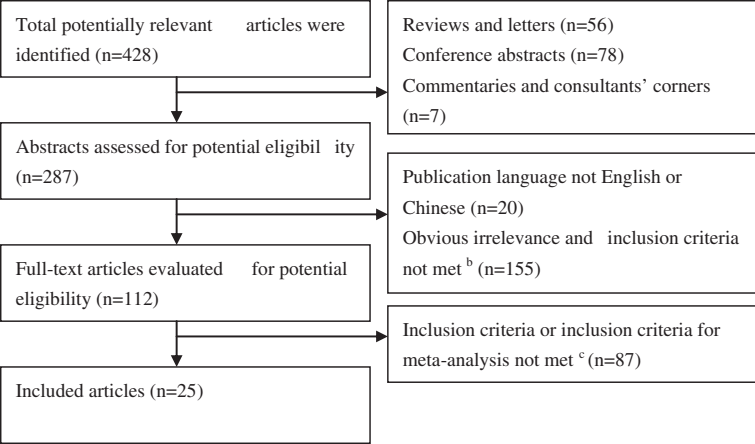 Total potentially relevant articles were
identified (n=428)
Reviews and letters (n=56)
Conference abstracts (n=78)
Commentaries and consultants' corners
(n=7)
Abstracts assessed for potential eligibil ity
(n=287)
Publication language not English or
Chinese (n=20)
Obvious irrelevance and inclusion criteria
not met b (n=155)
Full-text articles evaluated for potential
eligibility (n=112)
Inclusion criteria or inclusion criteria for
meta-analysis not met c (n=87)
Included articles (n=25)